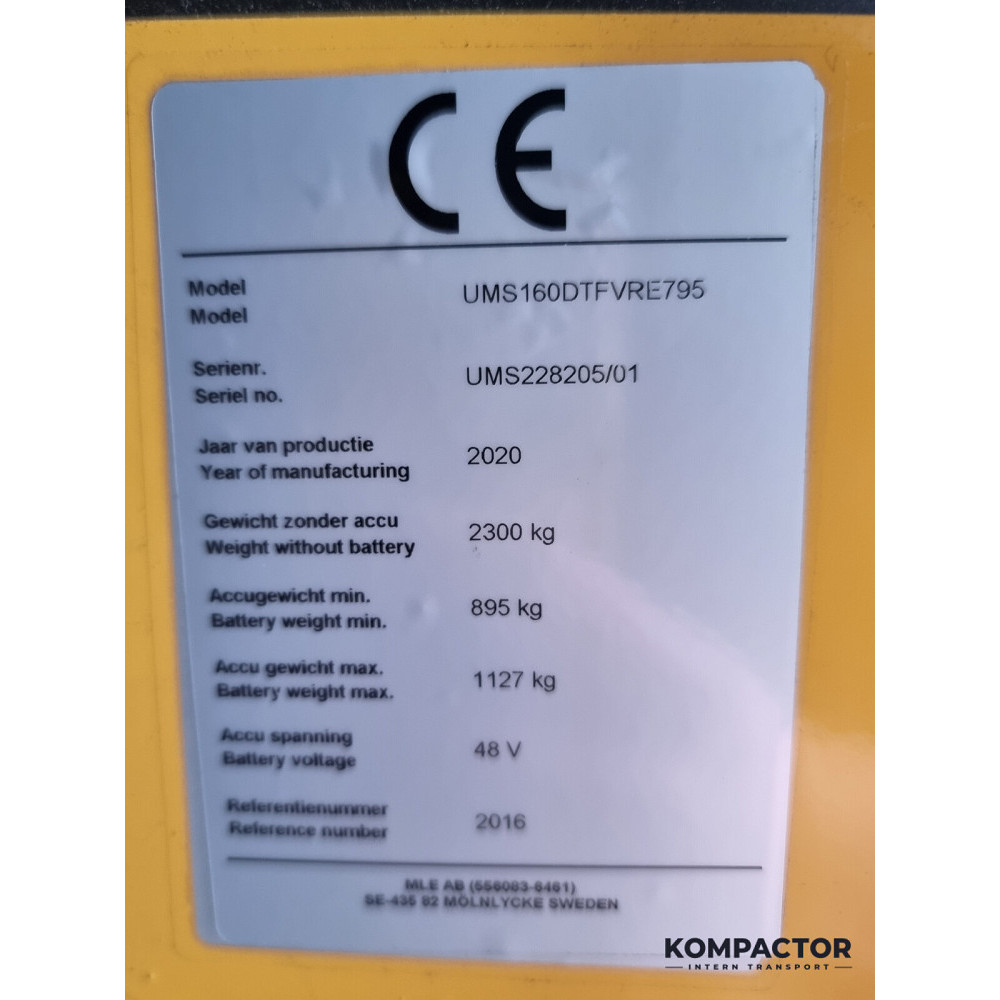 CE
Model
Model
UMS160DTFVRE795
Serienr.
Seriel no.
UMS228205/01
Jaar van productie
Year of manufacturing
2020
Gewicht zonder accu
Weight without battery
2300 kg
Accugewicht min.
Battery weight min.
895 kg
Accu gewicht max.
Battery weight max.
1127 kg
Accu spanning
Battery voltage
48 V
Referentienummer
Reference number
2016
MLE AB (556083-8461)
SE-435 82 MÖLNLYCKE SWEDEN
KOMPACTOR
INTERN TRANSPORT